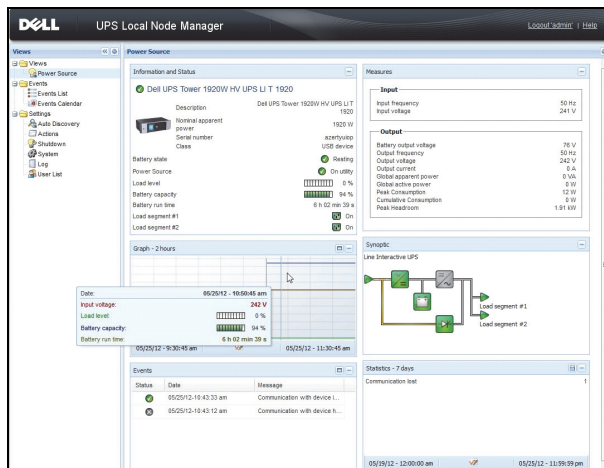 DELL UPS Local Node Manager Logout 'admin' | Help
Views
Views
Power Source
Events
Events List
Events Calendar
Settings
Auto Discovery
Actions
Shutdown
System
Log
User List
Power Source
Information and Status
Dell UPS Tower 1920W HV UPS LI T 1920
Description Dell UPS Tower 1920W HV UPS LI T 1920
Nominal apparent power 1920 W
Serial number azertyuiop
Class USB device
Battery state Resting
Power Source On utility
Load level 0 %
Battery capacity 94 %
Battery run time 6 h 02 min 39 s
Load segment #1 On
Load segment #2 On
Graph - 2 hours
Date: 05/25/12 - 10:50:45 am
Input voltage: 242 V
Load level: 0 %
Battery capacity: 94 %
Battery run time: 6 h 02 mn 39 s
05/25/12 - 9:30:45 am 05/25/12 - 11:30:45 am
Events
Status Date Message
05/25/12-10:43:33 am Communication with device i...
05/25/12-10:43:12 am Communication with device h...
Measures
Input
Input frequency 50 Hz
Input voltage 241 V
Output
Battery output voltage 76 V
Output frequency 50 Hz
Output voltage 242 V
Output current 0 A
Global apparent power 0 VA
Global active power 0 W
Peak Consumption 12 W
Cumulative Consumption 0 W
Peak Headroom 1.91 kW
Synoptic
Line Interactive UPS
Load segment #1
Load segment #2
Statistics - 7 days
Communication lost 1
05/19/12 - 12:00:00 am 05/25/12 - 11:59:59 pm